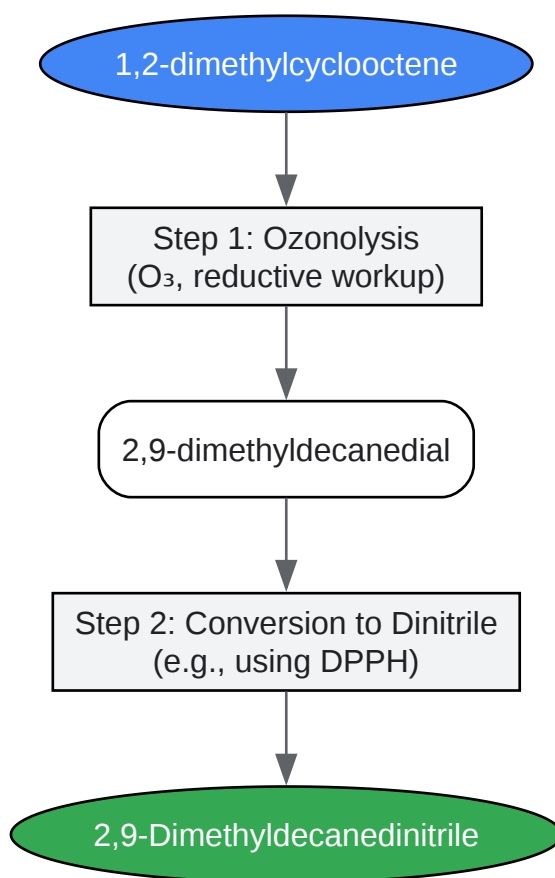 1,2-dimethylcyclooctene
Step 1: Ozonolysis
(O₃, reductive workup)
2,9-dimethyldecanedial
Step 2: Conversion to Dinitrile
(e.g., using DPPH)
2,9-Dimethyldecanedinitrile